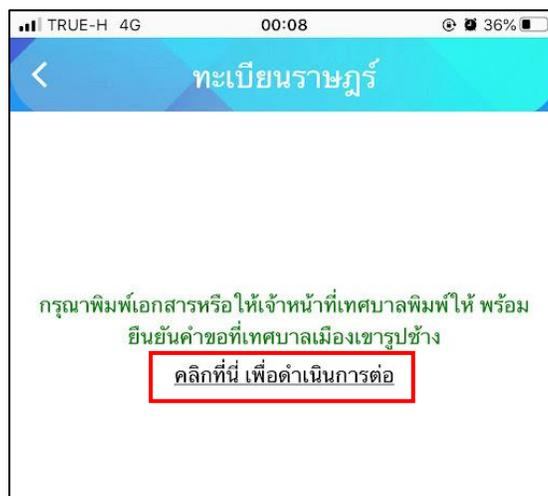 TRUE-H 4G 00:08 36%
ทะเบียนราษฎร์
กรุณาพิมพ์เอกสารหรือให้เจ้าหน้าที่เทศบาลพิมพ์ให้ พร้อม
ยืนยันคำขอที่เทศบาลเมืองเขารูปช้าง
คลิกที่นี่ เพื่อดำเนินการต่อ